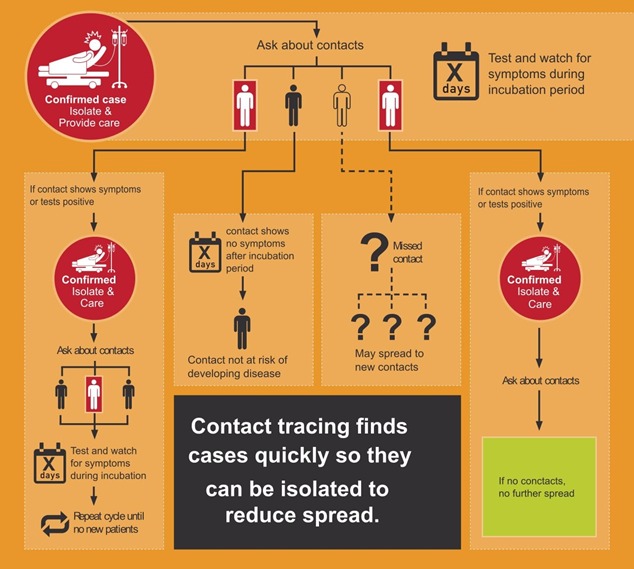 Confirmed case
Isolate &
Provide care
Ask about contacts
X
days
Test and watch for
symptoms during
incubation period
If contact shows symptoms
or tests positive
Confirmed
Isolate &
Care
Ask about contacts
X
days
Test and watch
for symptoms
during incubation
Repeat cycle until
no new patients
X
days
contact shows
no symptoms
after incubation
period
Contact not at risk of
developing disease
? Missed
contact
? ? ?
May spread to
new contacts
If contact shows symptoms
or tests positive
Confirmed
Isolate &
Care
Ask about contacts
If no conctacts,
no further spread
Contact tracing finds
cases quickly so they
can be isolated to
reduce spread.